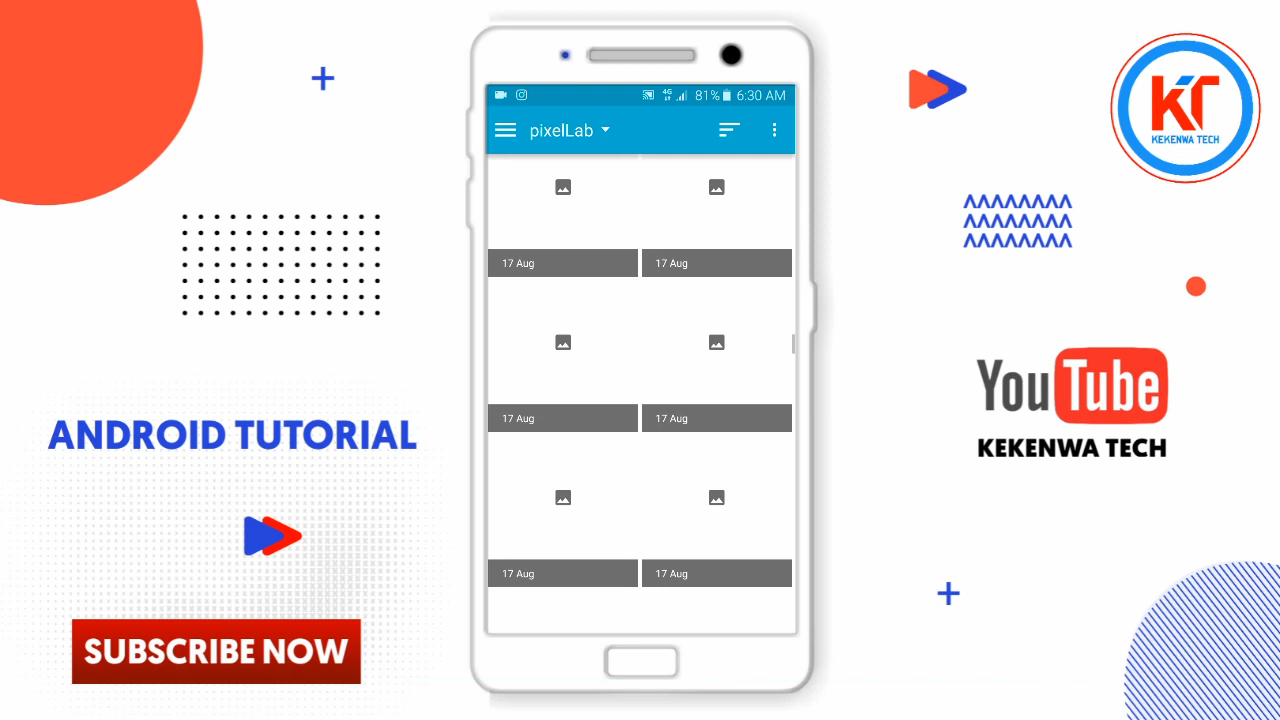 4G 81% 6:30 AM
pixelLab
17 Aug 17 Aug
17 Aug 17 Aug
17 Aug 17 Aug
ANDROID TUTORIAL
SUBSCRIBE NOW
KT
KEKENWA TECH
YouTube
KEKENWA TECH